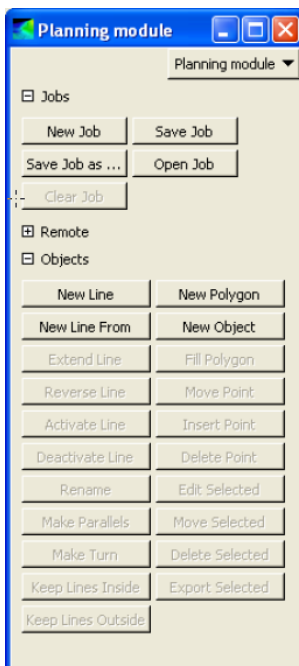 Planning module
Planning module
Jobs
New Job Save Job
Save Job as ... Open Job
Clear Job
Remote
Objects
New Line New Polygon
New Line From New Object
Extend Line Fill Polygon
Reverse Line Move Point
Activate Line Insert Point
Deactivate Line Delete Point
Rename Edit Selected
Make Parallels Move Selected
Make Turn Delete Selected
Keep Lines Inside Export Selected
Keep Lines Outside